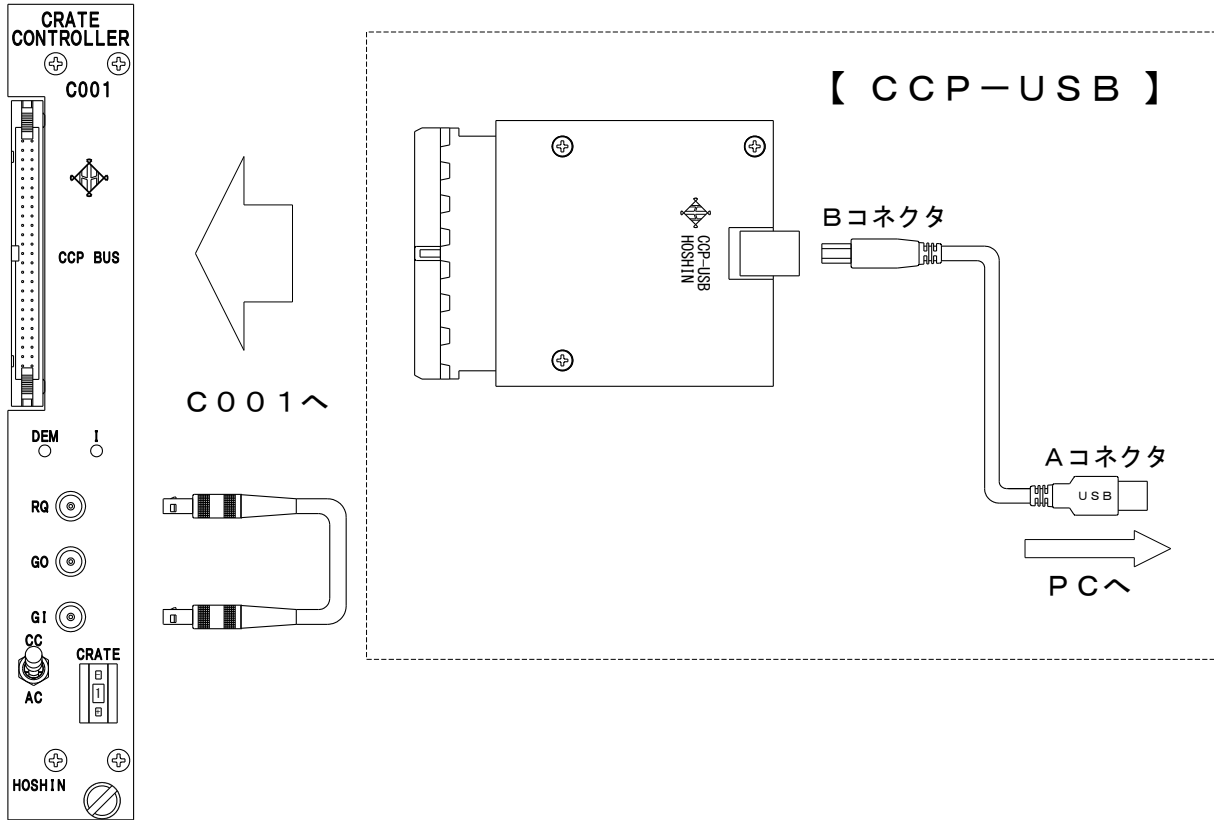 CRATE
CONTROLLER
C001
CCP BUS
DEM I
RQ
GO
GI
CC
AC
CRATE
1
HOSHIN
C001へ
【 CCP-USB 】
CCP-USB
HOSHIN
Bコネクタ
Aコネクタ
USB
PCへ